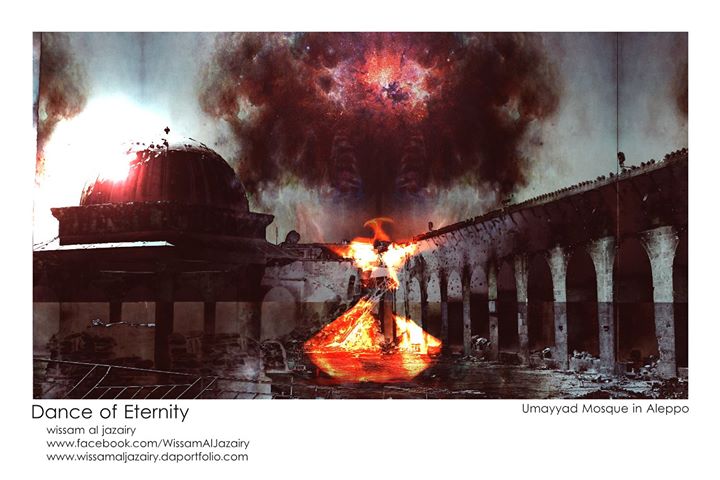 Dance of Eternity
Umayyad Mosque in Aleppo
wissam al jazairy
www.facebook.com/WissamAlJazairy
www.wissamaljazairy.daportfolio.com